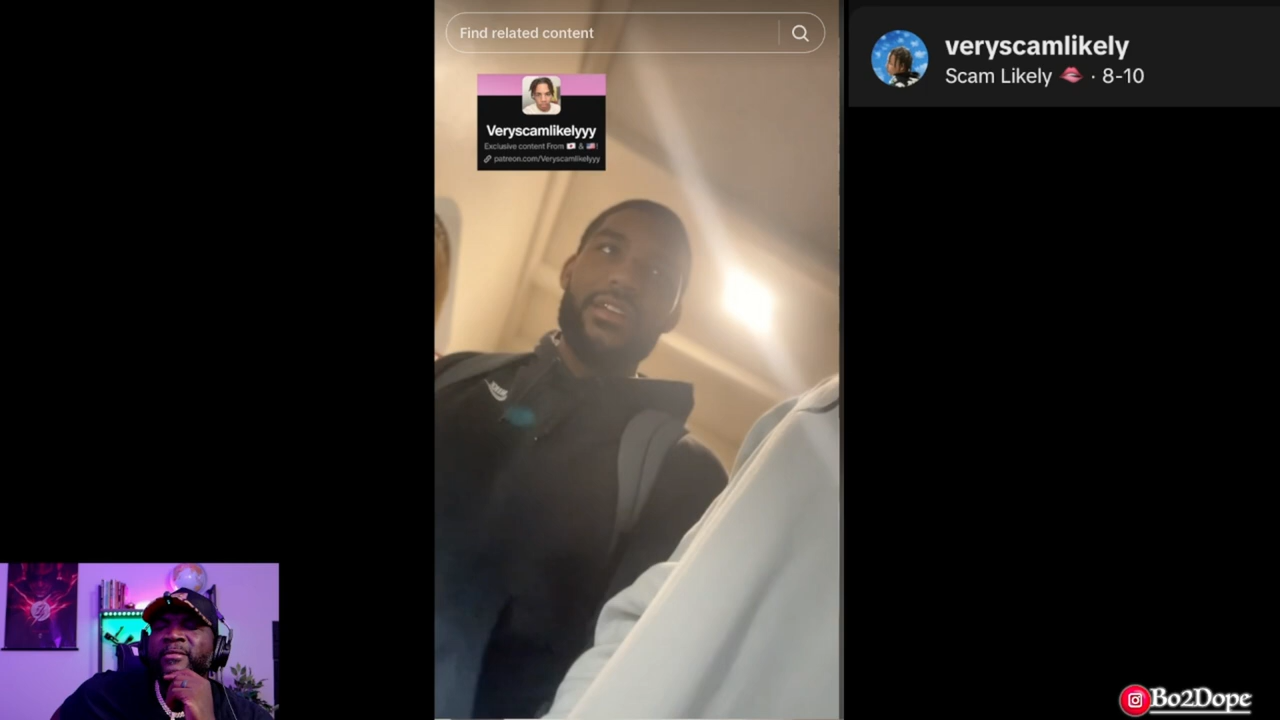 Find related content
Veryscamlikelyyy
Exclusive content From 🇯🇵 & 🇺🇸!
patreon.com/Veryscamlikelyyy
veryscamlikely
Scam Likely 🫦 · 8-10
Bo2Dope